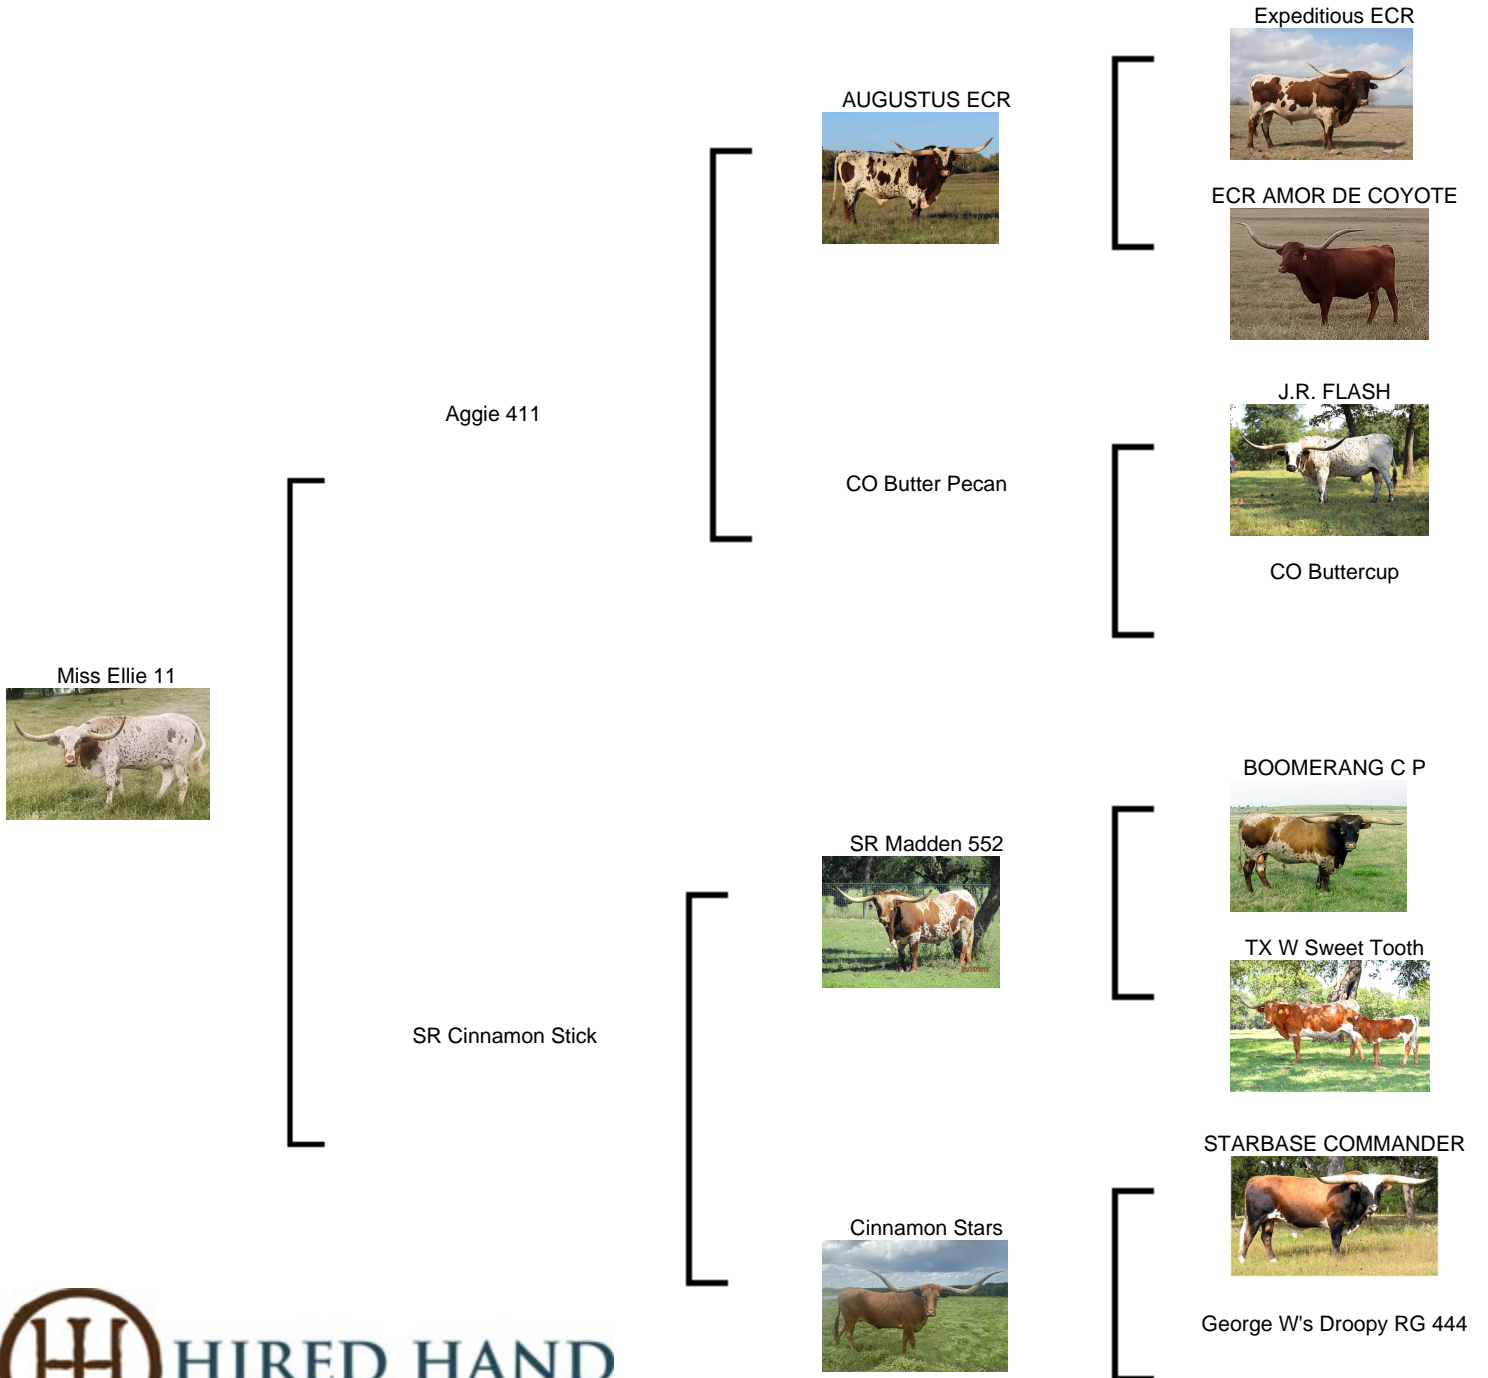 Expeditious ECR
AUGUSTUS ECR
ECR AMOR DE COYOTE
J.R. FLASH
Aggie 411
CO Butter Pecan
CO Buttercup
Miss Ellie 11
BOOMERANG C P
SR Madden 552
TX W Sweet Tooth
SR Cinnamon Stick
STARBASE COMMANDER
Cinnamon Stars
George W's Droopy RG 444
HIRED HAND